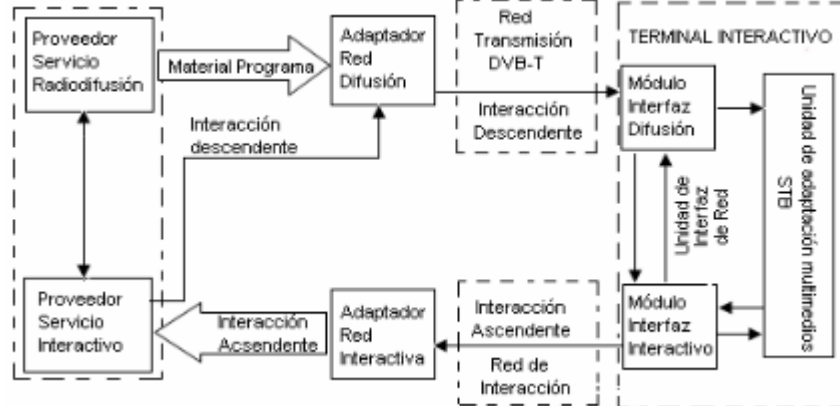 Proveedor
Servicio
Radiodifusión
Material Programa
Adaptador
Red
Difusión
Red
Transmisión
DVB-T
Interacción
Descendente
TERMINAL INTERACTIVO
Módulo
Interfaz
Difusión
Unidad de adaptación multimedios
STB
Interacción
descendente
Unidad de
Interfaz
de Red
Proveedor
Servicio
Interactivo
Interacción
Acsendente
Adaptador
Red
Interactiva
Interacción
Ascendente
Red de
Interacción
Módulo
Interfaz
Interactivo